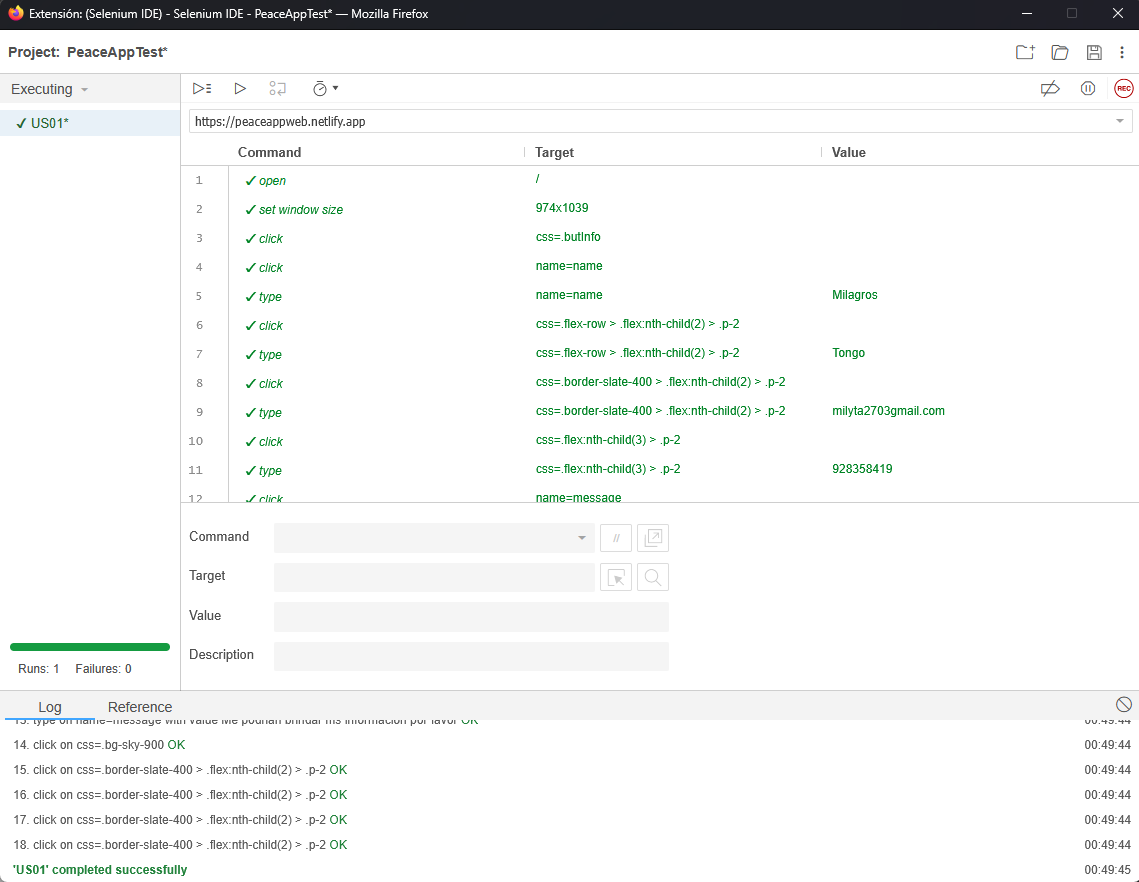 Extensión: (Selenium IDE) - Selenium IDE - PeaceAppTest* — Mozilla Firefox
Project: PeaceAppTest*
Executing
REC
✓ US01*
https://peaceappweb.netlify.app
Command Target Value
1 ✓ open /
2 ✓ set window size 974x1039
3 ✓ click css=.butInfo
4 ✓ click name=name
5 ✓ type name=name Milagros
6 ✓ click css=.flex-row > .flex:nth-child(2) > .p-2
7 ✓ type css=.flex-row > .flex:nth-child(2) > .p-2 Tongo
8 ✓ click css=.border-slate-400 > .flex:nth-child(2) > .p-2
9 ✓ type css=.border-slate-400 > .flex:nth-child(2) > .p-2 milyta2703gmail.com
10 ✓ click css=.flex:nth-child(3) > .p-2
11 ✓ type css=.flex:nth-child(3) > .p-2 928358419
12 ✓ click name=message
Command //
Target
Value
Description
Runs: 1 Failures: 0
Log Reference
13. type on name=message with value Me podrian brindar ms informacion por favor OK 00:49:44
14. click on css=.bg-sky-900 OK 00:49:44
15. click on css=.border-slate-400 > .flex:nth-child(2) > .p-2 OK 00:49:44
16. click on css=.border-slate-400 > .flex:nth-child(2) > .p-2 OK 00:49:44
17. click on css=.border-slate-400 > .flex:nth-child(2) > .p-2 OK 00:49:44
18. click on css=.border-slate-400 > .flex:nth-child(2) > .p-2 OK 00:49:44
'US01' completed successfully 00:49:45